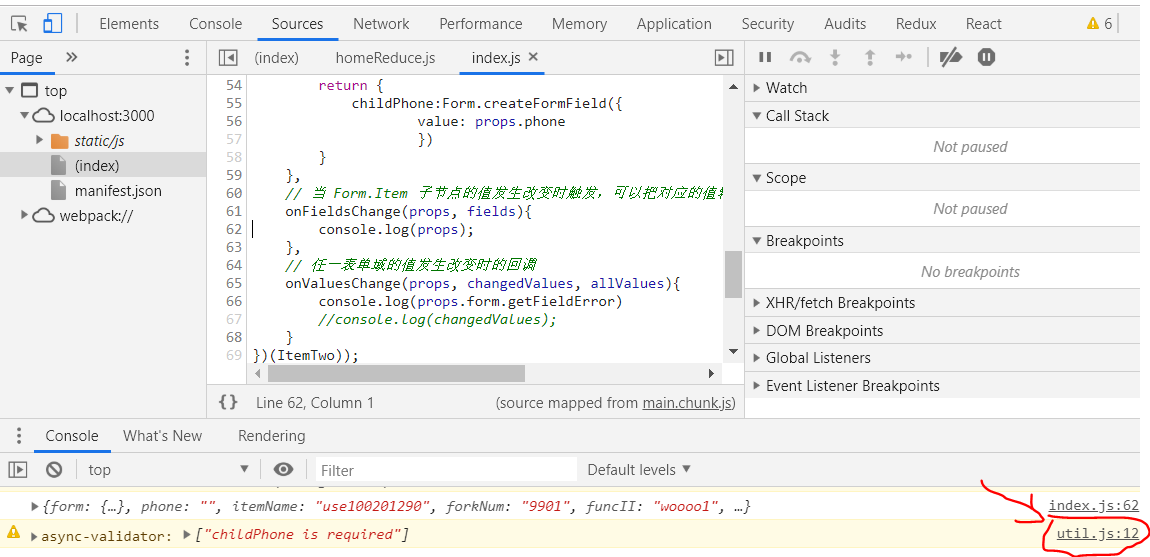 Elements Console Sources Network Performance Memory Application Security Audits Redux React 6
Page » (index) homeReduce.js index.js ×
top
localhost:3000
static/js
(index)
manifest.json
webpack://
54 return {
55 childPhone:Form.createFormField({
56 value: props.phone
57 })
58 }
59 },
60 // 当 Form.Item 子节点的值发生改变时触发，可以把对应的值
61 onFieldsChange(props, fields){
62 console.log(props);
63 },
64 // 任一表单域的值发生改变时的回调
65 onValuesChange(props, changedValues, allValues){
66 console.log(props.form.getFieldError)
67 //console.log(changedValues);
68 }
69 })(ItemTwo));
{} Line 62, Column 1 (source mapped from main.chunk.js)
Watch
Call Stack
Not paused
Scope
Not paused
Breakpoints
No breakpoints
XHR/fetch Breakpoints
DOM Breakpoints
Global Listeners
Event Listener Breakpoints
Console What's New Rendering
top Filter Default levels
{form: {…}, phone: "", itemName: "use100201290", forkNum: "9901", funcII: "woooo1", …} index.js:62
async-validator: ["childPhone is required"] util.js:12